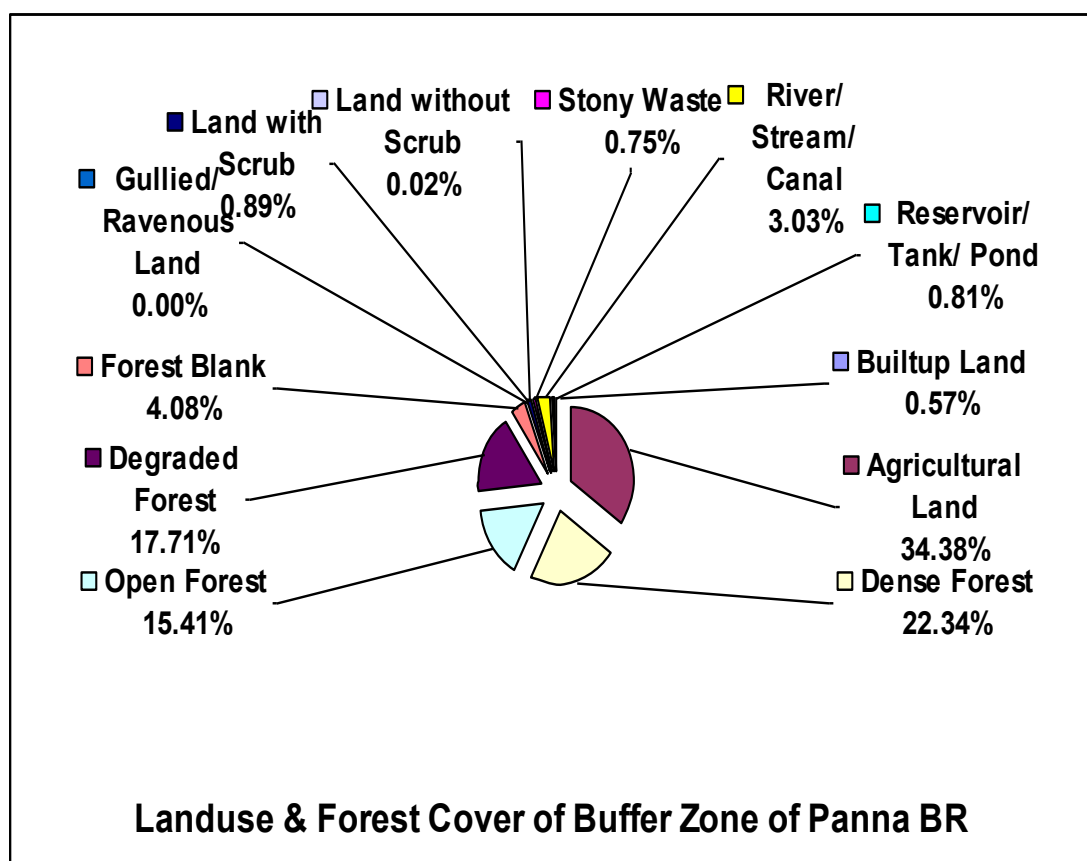 Land without
Scrub
0.02%
Stony Waste
0.75%
River/
Stream/
Canal
3.03%
Land with
Scrub
0.89%
Gullied/
Ravenous
Land
0.00%
Reservoir/
Tank/ Pond
0.81%
Forest Blank
4.08%
Builtup Land
0.57%
Degraded
Forest
17.71%
Agricultural
Land
34.38%
Open Forest
15.41%
Dense Forest
22.34%
Landuse & Forest Cover of Buffer Zone of Panna BR